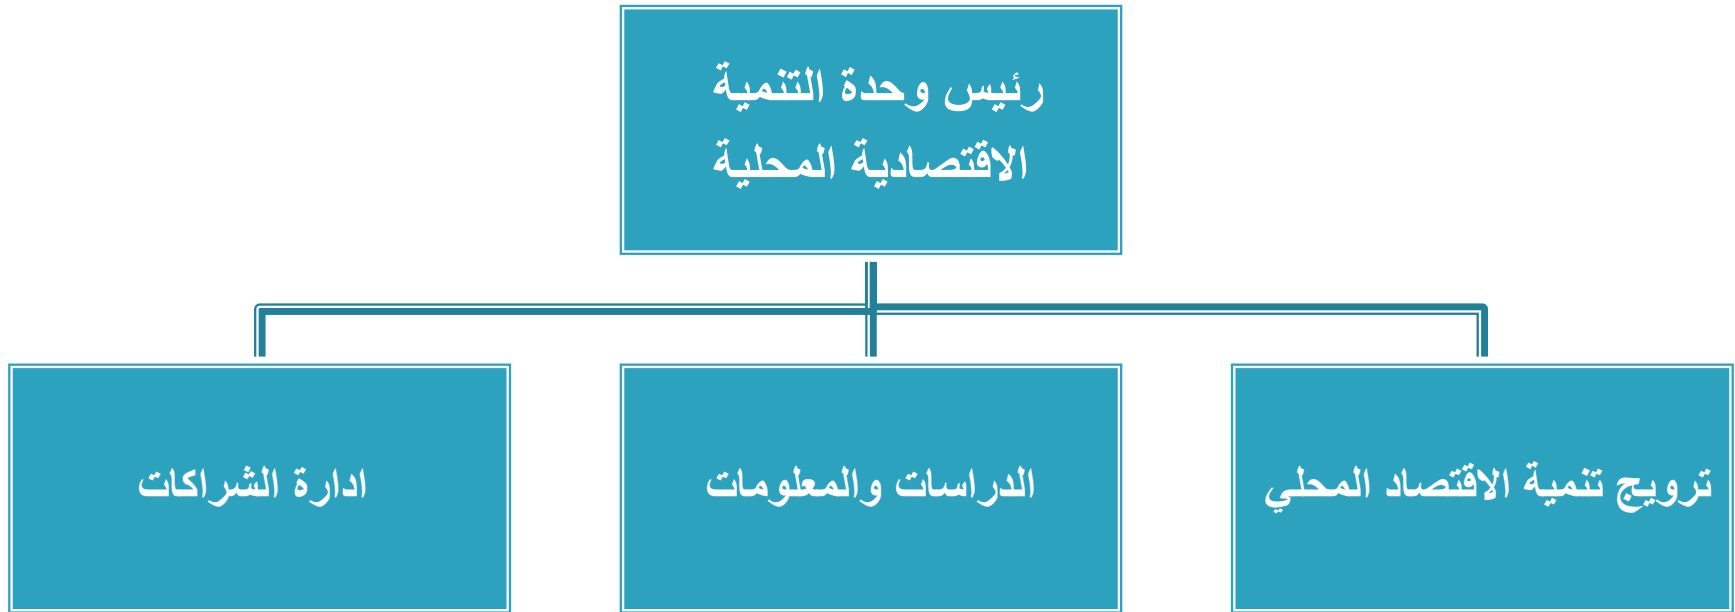 رئيس وحدة التنمية
الاقتصادية المحلية
ترويج تنمية الاقتصاد المحلي
الدراسات والمعلومات
ادارة الشراكات